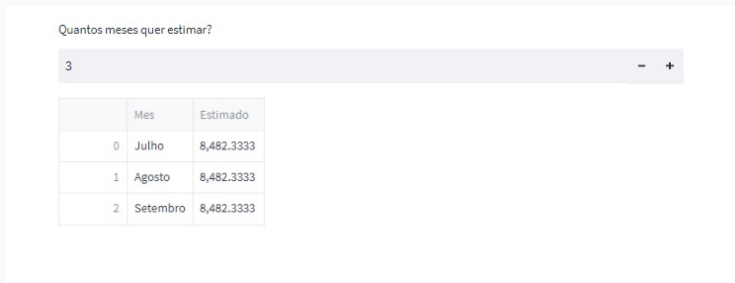 Quantos meses quer estimar?
3 − +
Mes Estimado
0 Julho 8,482.3333
1 Agosto 8,482.3333
2 Setembro 8,482.3333